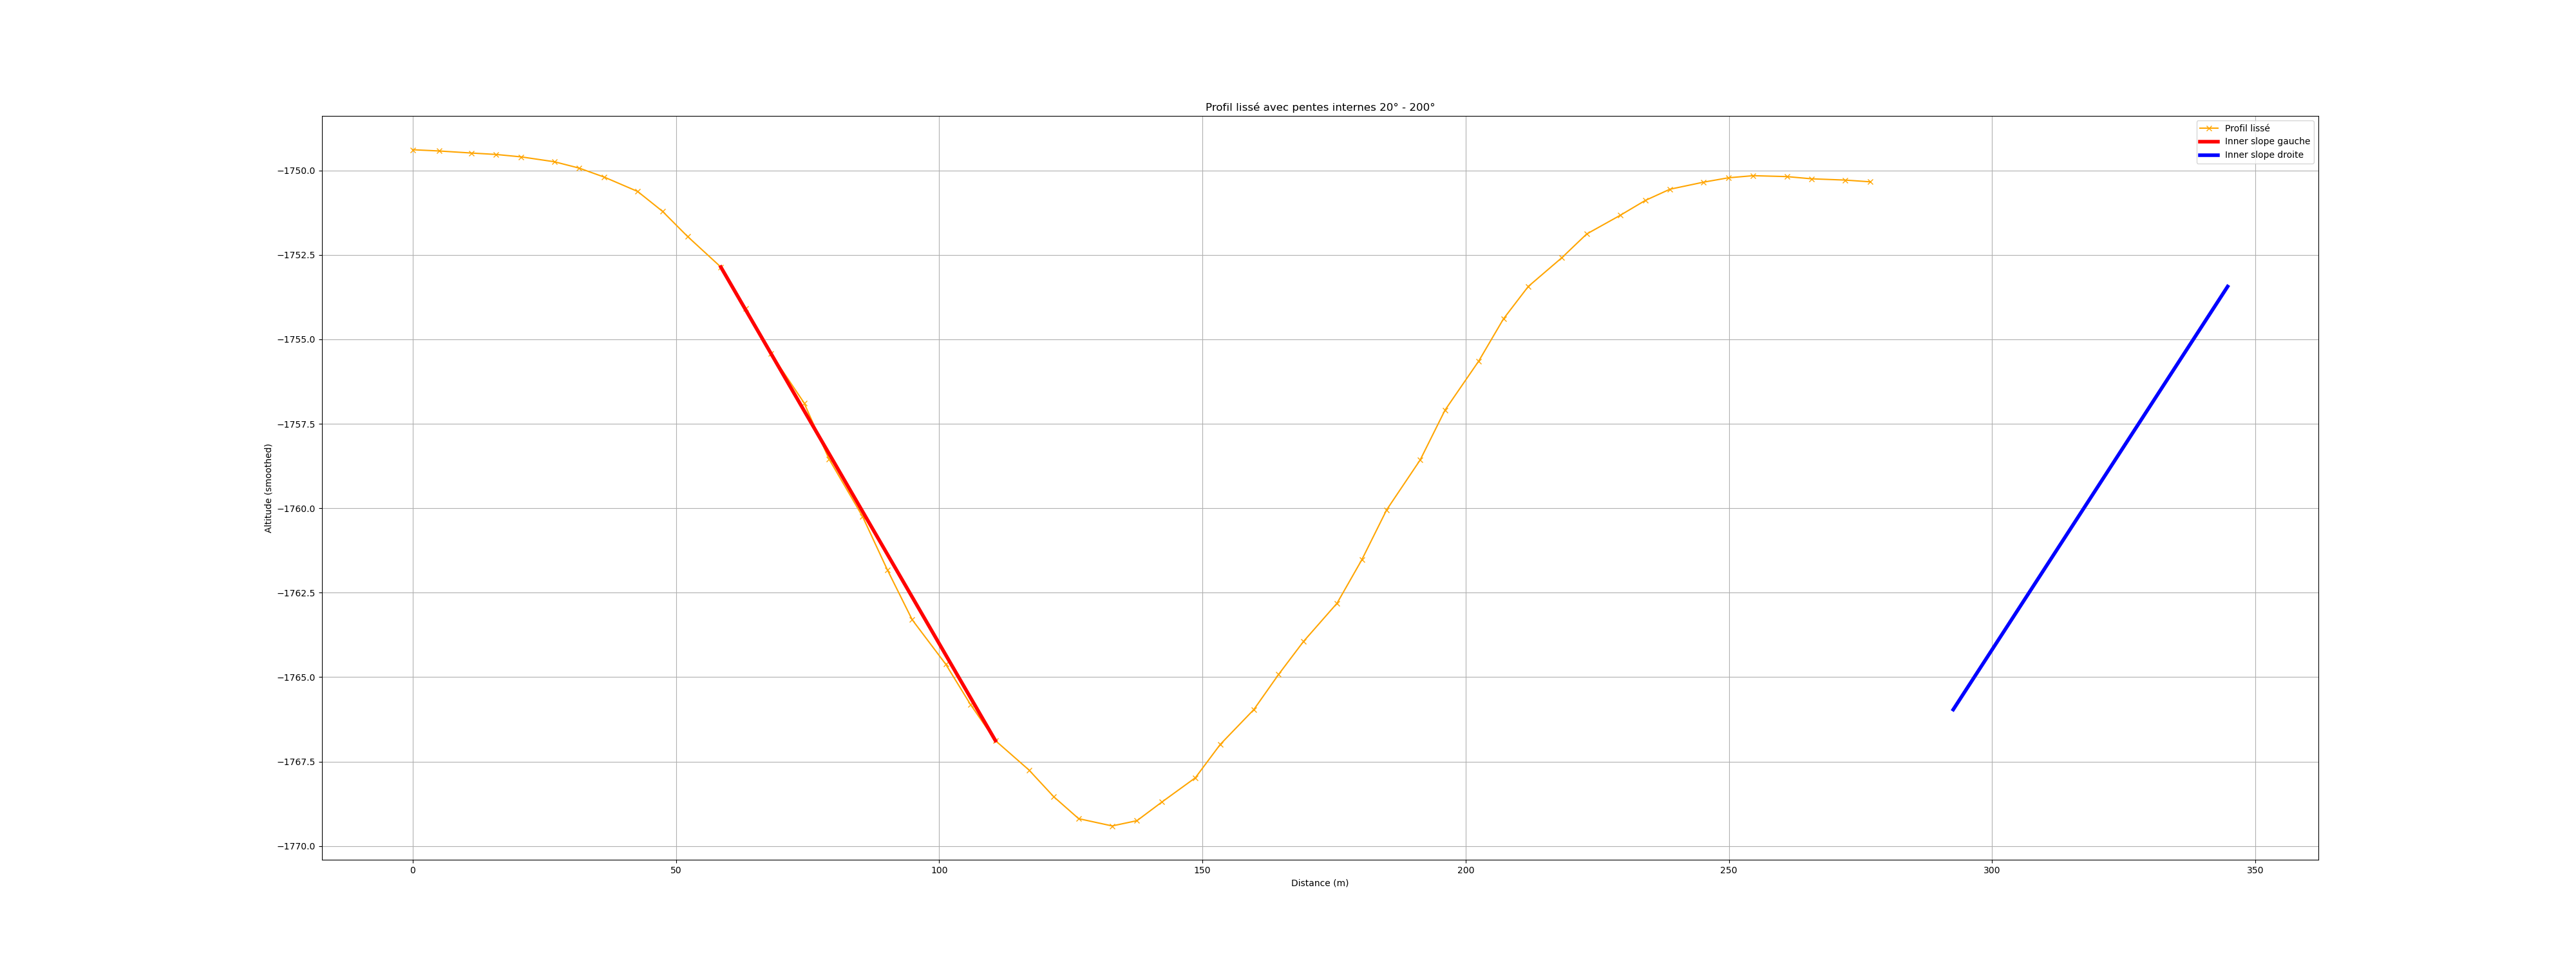 Profil lissé avec pentes internes 20° - 200°
Profil lissé
Inner slope gauche
Inner slope droite
Altitude (smoothed)
−1750.0
−1752.5
−1755.0
−1757.5
−1760.0
−1762.5
−1765.0
−1767.5
−1770.0
0 50 100 150 200 250 300 350
Distance (m)